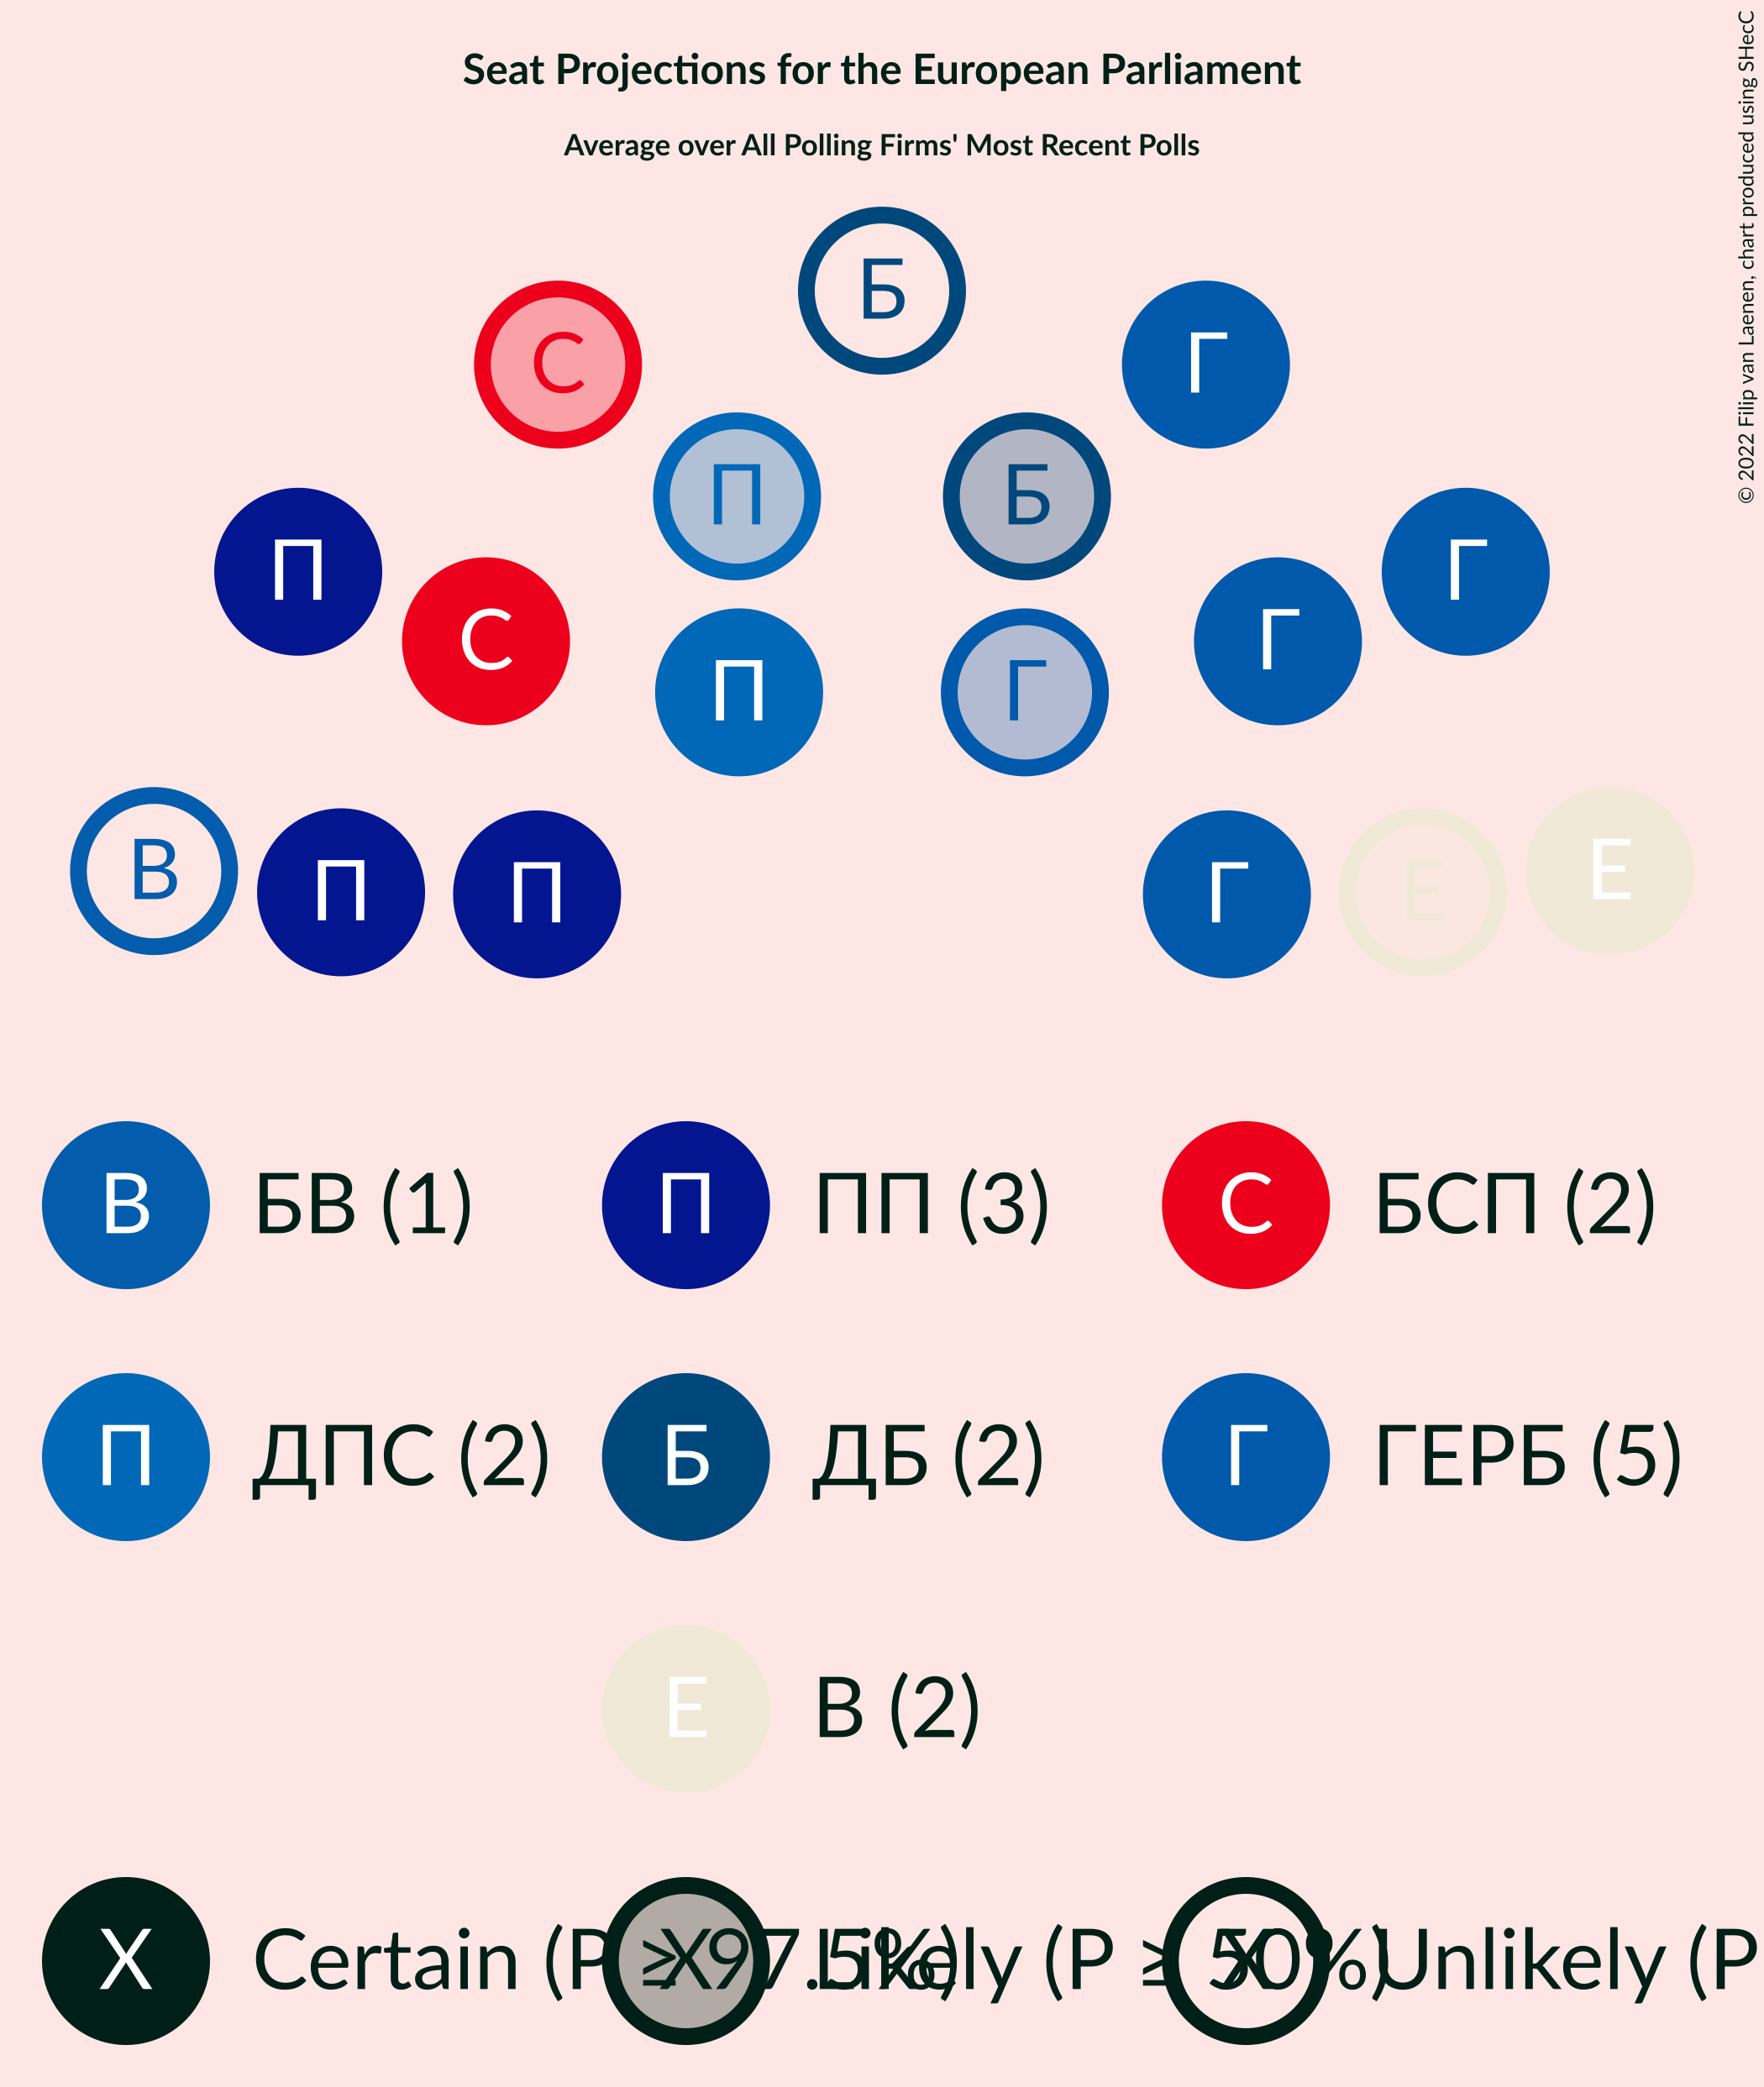 Seat Projections for the European Parliament
Average over All Polling Firms' Most Recent Polls
© 2022 Filip van Laenen, chart produced using SHecC
Б
С
Г
П
Б
П
Г
С
Г
П
Г
В
П
П
Г
Е
Е
В БВ (1) П ПП (3) С БСП (2)
П ДПС (2) Б ДБ (2) Г ГЕРБ (5)
Е В (2)
X Certain (P ≥ 97.5%) X Likely (P ≥ 50%) X Unlikely (P